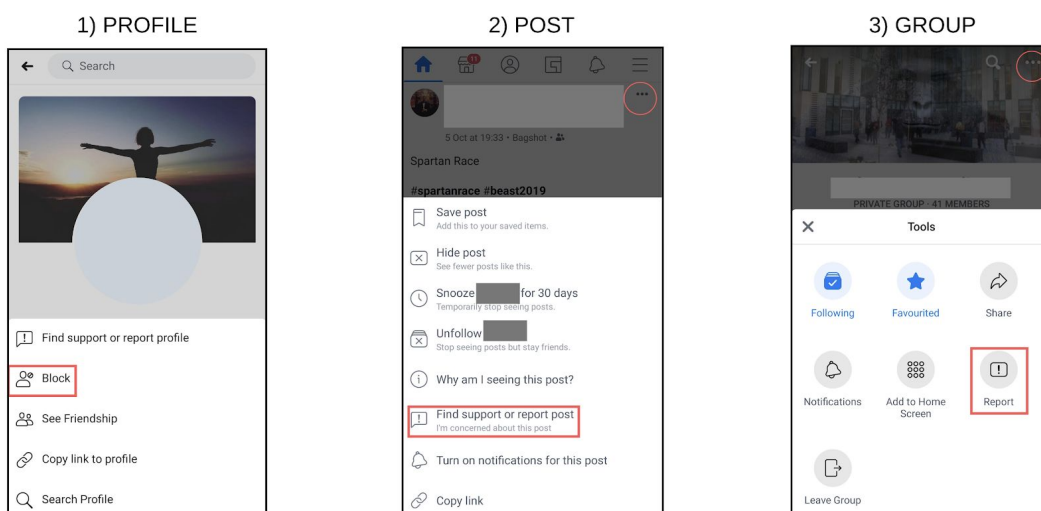 1) PROFILE
Search
Find support or report profile
Block
See Friendship
Copy link to profile
Search Profile
2) POST
11
5 Oct at 19:33 · Bagshot ·
Spartan Race
#spartanrace #beast2019
Save post
Add this to your saved items.
Hide post
See fewer posts like this.
Snooze for 30 days
Temporarily stop seeing posts.
Unfollow
Stop seeing posts but stay friends.
Why am I seeing this post?
Find support or report post
I'm concerned about this post
Turn on notifications for this post
Copy link
3) GROUP
PRIVATE GROUP · 41 MEMBERS
Tools
Following
Favourited
Share
Notifications
Add to Home
Screen
Report
Leave Group